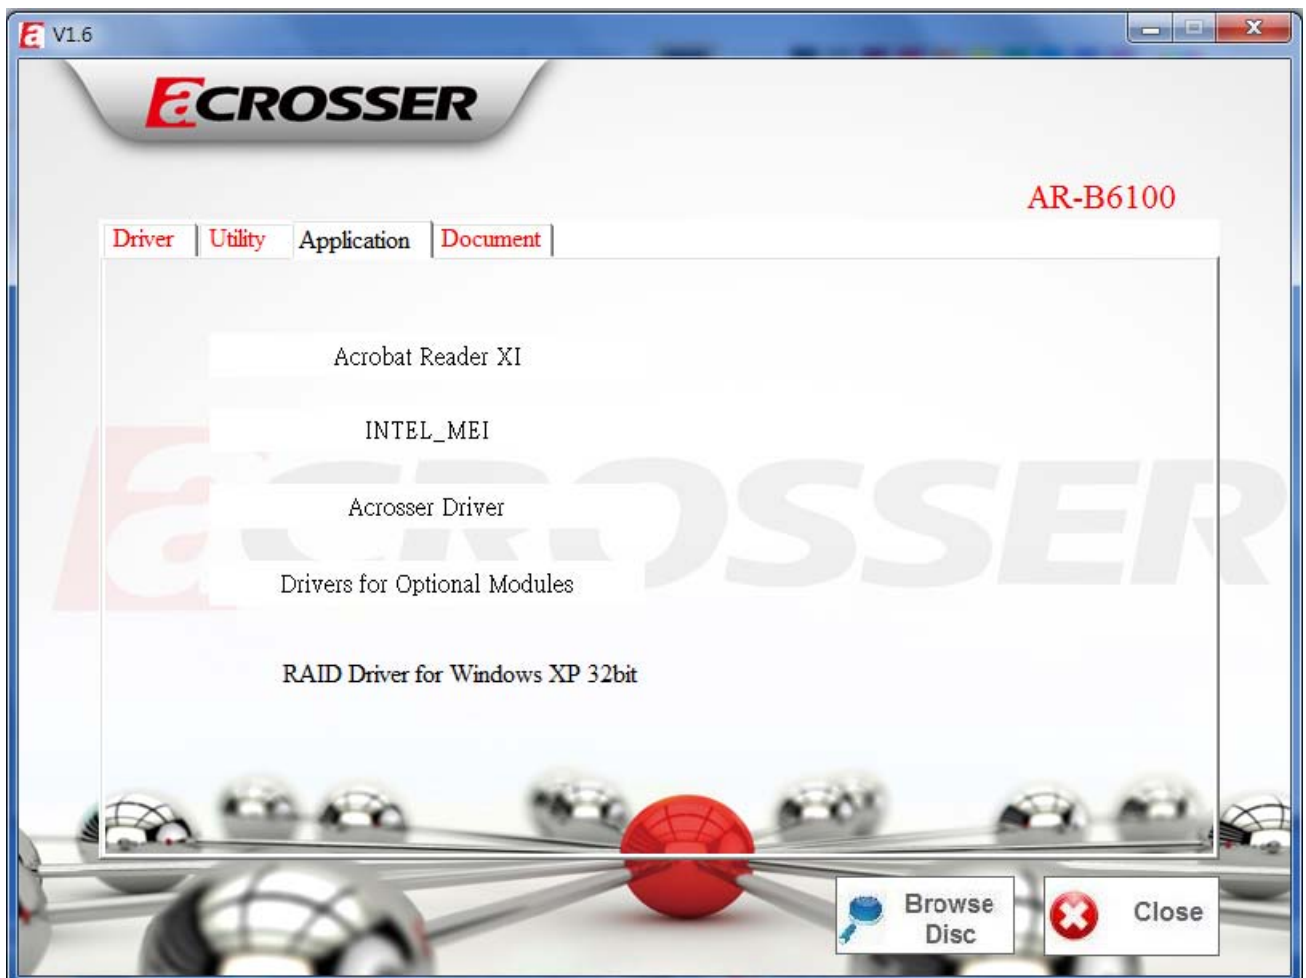 V1.6
aCROSSER
AR-B6100
Driver Utility Application Document
Acrobat Reader XI
INTEL_MEI
Acrosser Driver
Drivers for Optional Modules
RAID Driver for Windows XP 32bit
aCROSSER
Browse
Disc
Close